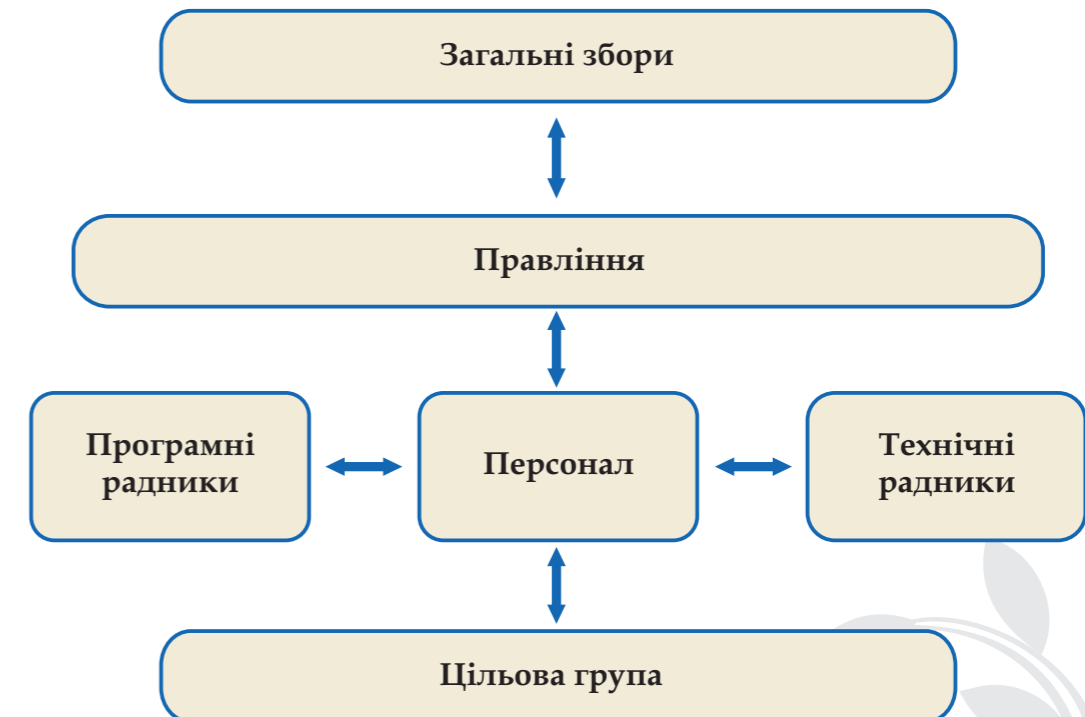 Загальні збори
Правління
Програмні
радники
Персонал
Технічні
радники
Цільова група